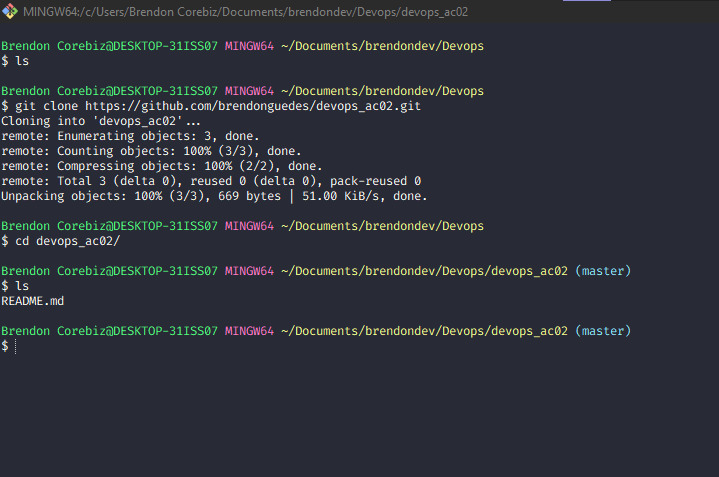 MINGW64:/c/Users/Brendon Corebiz/Documents/brendondev/Devops/devops_ac02
Brendon Corebiz@DESKTOP-31ISS07 MINGW64 ~/Documents/brendondev/Devops
$ ls
Brendon Corebiz@DESKTOP-31ISS07 MINGW64 ~/Documents/brendondev/Devops
$ git clone https://github.com/brendonguedes/devops_ac02.git
Cloning into 'devops_ac02'...
remote: Enumerating objects: 3, done.
remote: Counting objects: 100% (3/3), done.
remote: Compressing objects: 100% (2/2), done.
remote: Total 3 (delta 0), reused 0 (delta 0), pack-reused 0
Unpacking objects: 100% (3/3), 669 bytes | 51.00 KiB/s, done.
Brendon Corebiz@DESKTOP-31ISS07 MINGW64 ~/Documents/brendondev/Devops
$ cd devops_ac02/
Brendon Corebiz@DESKTOP-31ISS07 MINGW64 ~/Documents/brendondev/Devops/devops_ac02 (master)
$ ls
README.md
Brendon Corebiz@DESKTOP-31ISS07 MINGW64 ~/Documents/brendondev/Devops/devops_ac02 (master)
$